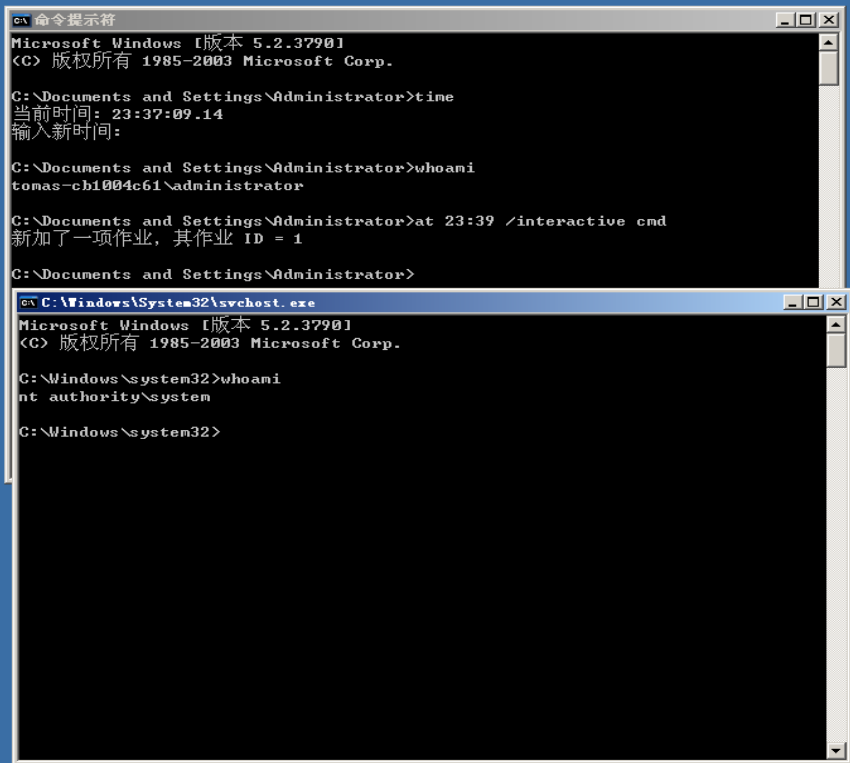 命令提示符
Microsoft Windows [版本 5.2.3790]
(C) 版权所有 1985-2003 Microsoft Corp.
C:\Documents and Settings\Administrator>time
当前时间: 23:37:09.14
输入新时间:
C:\Documents and Settings\Administrator>whoami
tomas-cb1004c61\administrator
C:\Documents and Settings\Administrator>at 23:39 /interactive cmd
新加了一项作业，其作业 ID = 1
C:\Documents and Settings\Administrator>
C:\Windows\System32\svchost.exe
Microsoft Windows [版本 5.2.3790]
(C) 版权所有 1985-2003 Microsoft Corp.
C:\Windows\system32>whoami
nt authority\system
C:\Windows\system32>